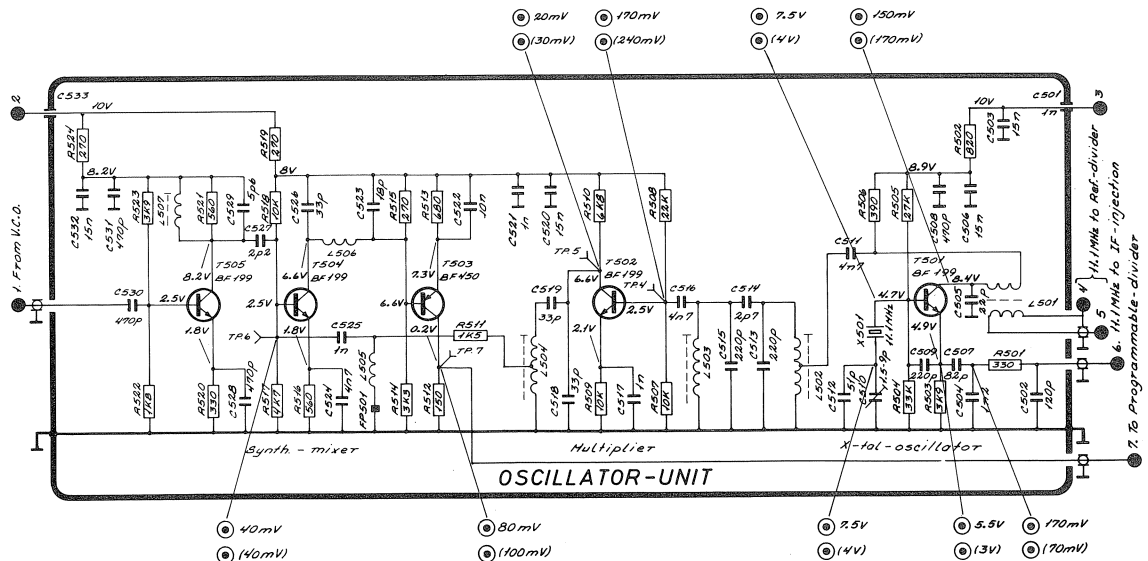 20mV
170mV
7.5V
150mV
(30mV)
(240mV)
(4V)
(170mV)
2
C533
10V
10V
C501
1n
3
R524
270
R519
270
R502
820
C503
15n
8.2V
8V
8.9V
C532
15n
C531
470p
R523
3K9
L507
R521
560
C529
5p6
R518
10K
C526
33p
C523
18p
R515
270
R513
680
C522
10n
C521
1n
C520
15n
R510
6K8
R508
22K
R506
390
R505
27K
C508
470p
C506
15n
C527
2p2
L506
8.2V
T505
BF199
6.6V
T504
BF199
7.3V
T503
BF450
TP.5
T502
BF199
6.6V
TP.4
C511
4n7
T501
BF199
8.4V
C505
22p
L501
1. From V.C.O.
C530
470p
2.5V
2.5V
6.6V
C519
33p
2.5V
C516
4n7
C514
2p7
4.7V
1.8V
1.8V
TP.6
C525
1n
0.2V
TP.7
R511
1K5
2.1V
4.9V
X501
11.1MHz
L504
C518
33p
L505
FP501
L503
C515
220p
C513
220p
L502
C509
220p
C507
82p
R501
330
R522
1K8
R520
330
C528
470p
R517
4K7
R516
560
C524
4n7
R514
3K3
R512
150
R509
10K
C517
1n
R507
10K
C512
51p
C510
1.5-9p
R504
33K
R503
3K9
C504
1n2
C502
120p
4
5
11.1MHz to Ref-divider
6. 11.1MHz to IF-injection
7. To Programmable-divider
Synth. - mixer
Multiplier
X-tal-oscillator
OSCILLATOR-UNIT
40mV
80mV
7.5V
5.5V
170mV
(40mV)
(100mV)
(4V)
(3V)
(70mV)